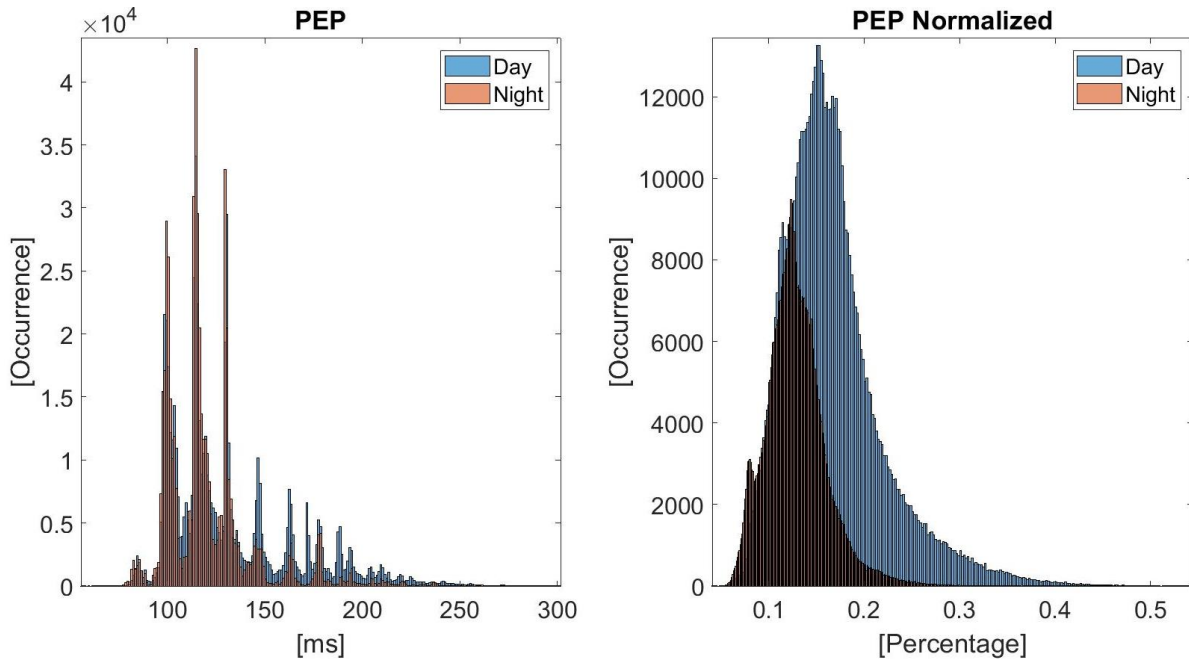 PEP
×10⁴
4
3.5
3
2.5
2
1.5
1
0.5
0
[Occurrence]
100 150 200 250 300
[ms]
Day
Night
PEP Normalized
12000
10000
8000
6000
4000
2000
0
[Occurrence]
0.1 0.2 0.3 0.4 0.5
[Percentage]
Day
Night